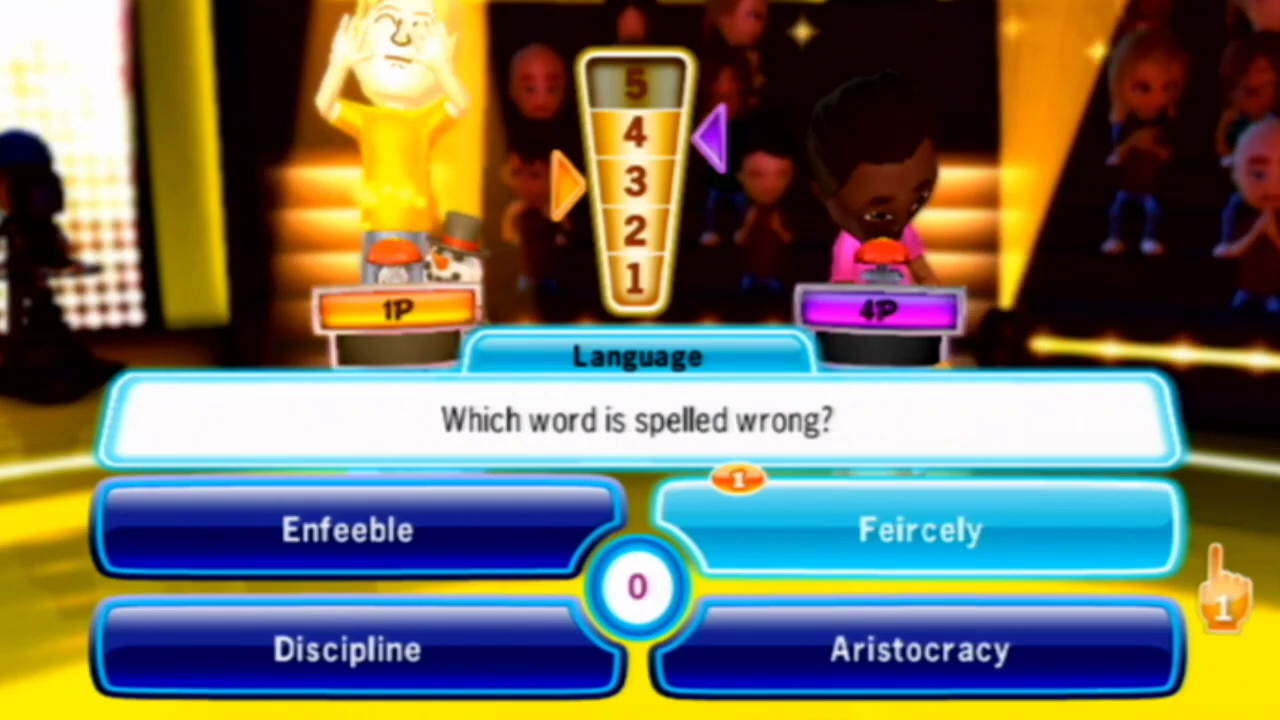 5
4
3
2
1
1P
4P
Language
Which word is spelled wrong?
1
Enfeeble
Feircely
0
1
Discipline
Aristocracy